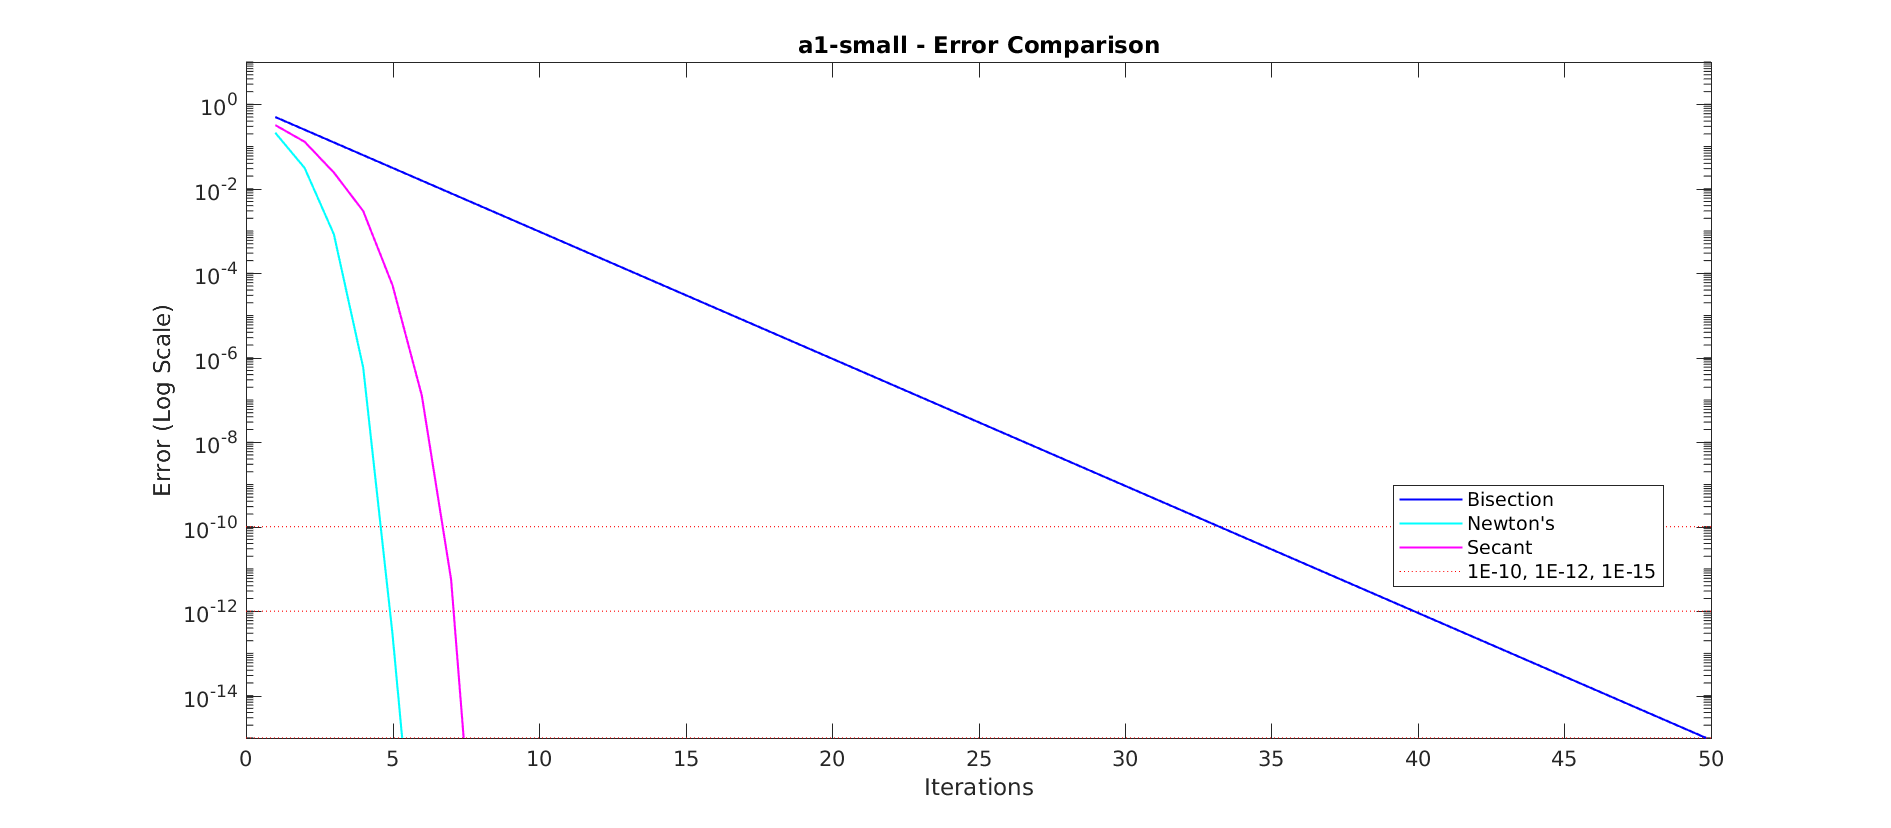 a1-small - Error Comparison
Error (Log Scale)
10^0
10^-2
10^-4
10^-6
10^-8
10^-10
10^-12
10^-14
Bisection
Newton's
Secant
1E-10, 1E-12, 1E-15
0 5 10 15 20 25 30 35 40 45 50
Iterations